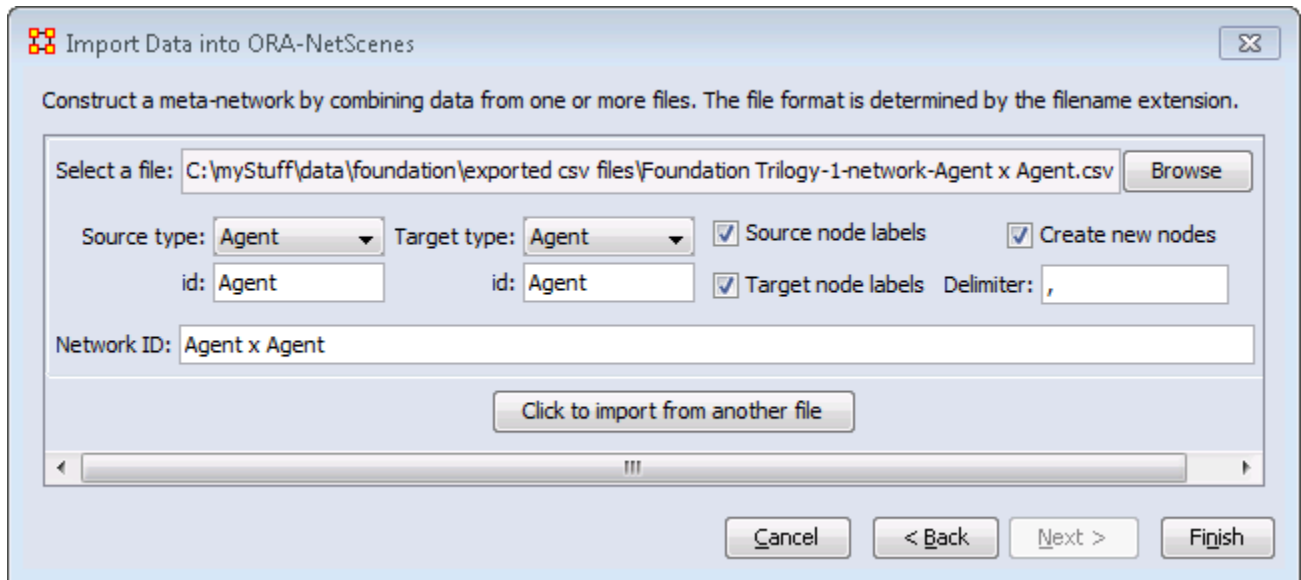 Import Data into ORA-NetScenes
Construct a meta-network by combining data from one or more files. The file format is determined by the filename extension.
Select a file: C:\myStuff\data\foundation\exported csv files\Foundation Trilogy-1-network-Agent x Agent.csv Browse
Source type: Agent Target type: Agent Source node labels Create new nodes
id: Agent id: Agent Target node labels Delimiter: ,
Network ID: Agent x Agent
Click to import from another file
Cancel < Back Next > Finish